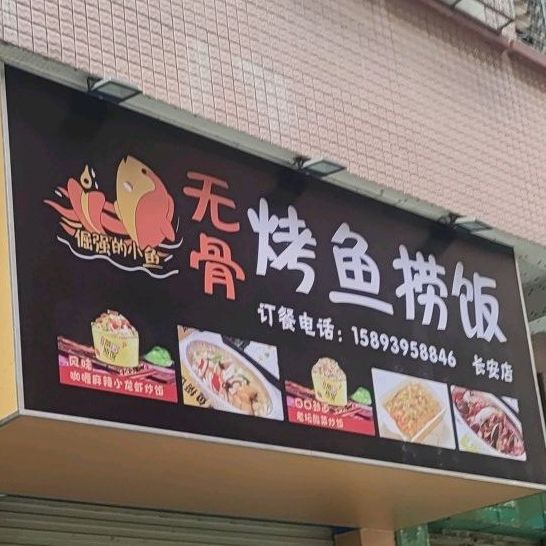 倔强的小鱼
无骨
烤鱼捞饭
订餐电话：15893958846 长安店
风味
咖喱麻辣小龙虾炒饭
老坛酸菜炒饭